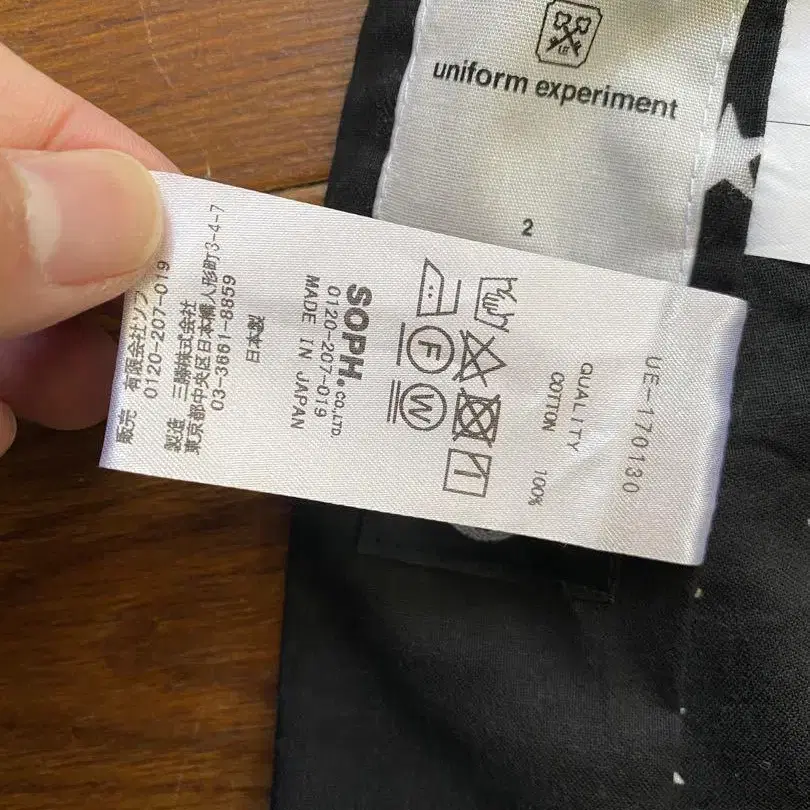 UE
uniform experiment
2
UE-170130
QUALITY
COTTON 100%
F
W
SOPH.CO.,LTD.
0120-207-019
MADE IN JAPAN
日本製
製造 三勝株式会社
東京都中央区日本橋人形町3-4-7
03-3661-8859
販売 有限会社ソフ
0120-207-019